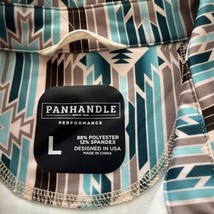 PANHANDLE
PERFORMANCE
L
88% POLYESTER
12% SPANDEX
DESIGNED IN USA
MADE IN CHINA